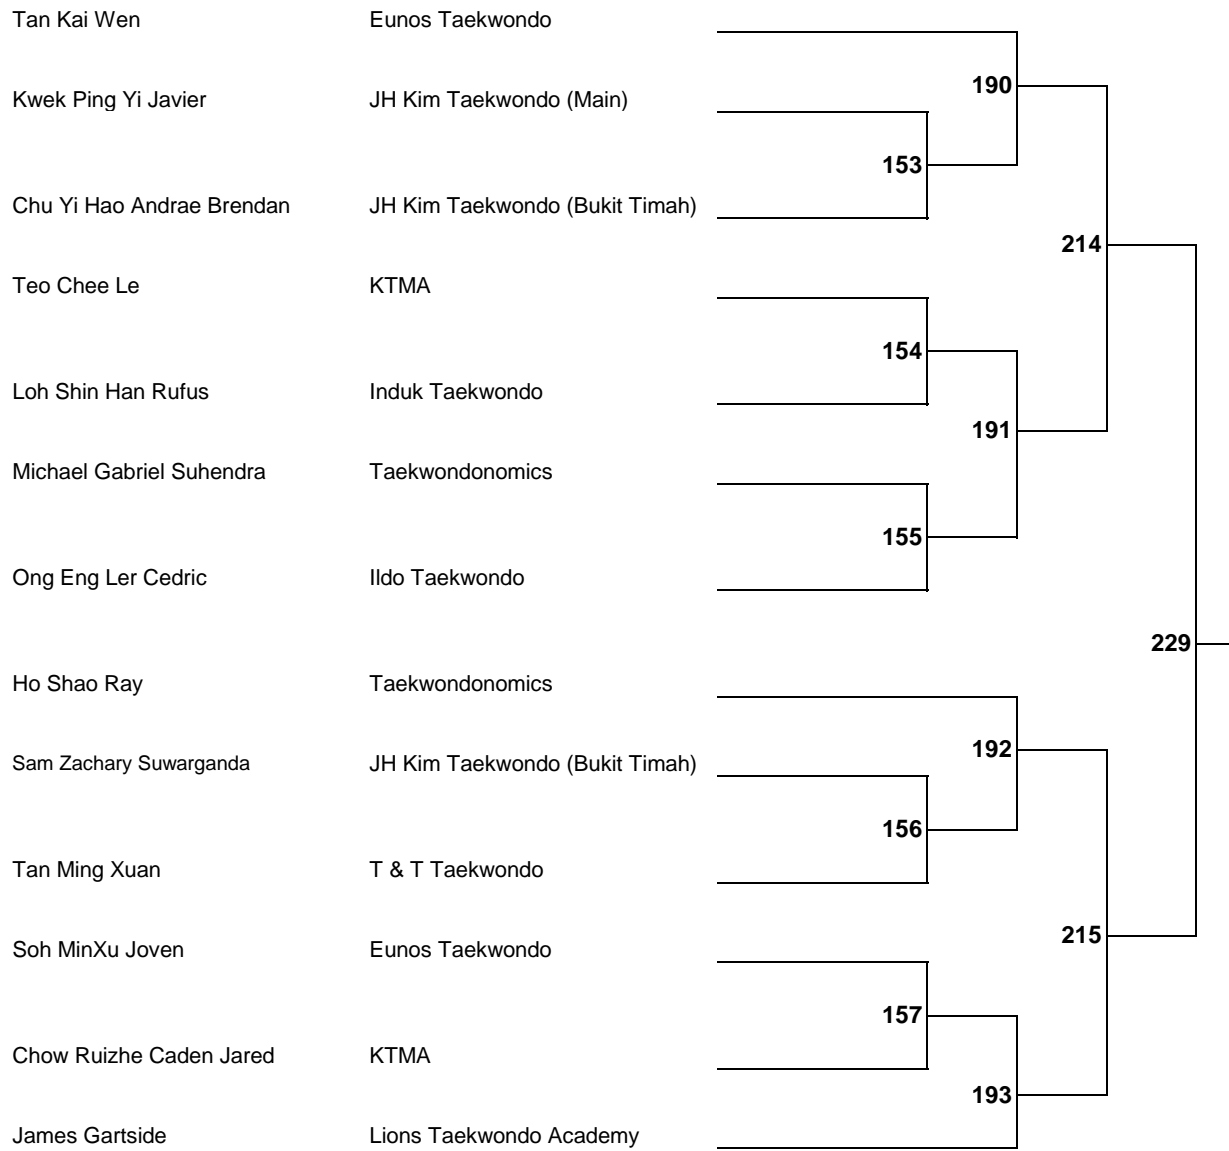 Tan Kai Wen Eunos Taekwondo
190
Kwek Ping Yi Javier JH Kim Taekwondo (Main)
153
Chu Yi Hao Andrae Brendan JH Kim Taekwondo (Bukit Timah)
214
Teo Chee Le KTMA
154
Loh Shin Han Rufus Induk Taekwondo
191
Michael Gabriel Suhendra Taekwondonomics
155
Ong Eng Ler Cedric Ildo Taekwondo
229
Ho Shao Ray Taekwondonomics
192
Sam Zachary Suwarganda JH Kim Taekwondo (Bukit Timah)
156
Tan Ming Xuan T & T Taekwondo
215
Soh MinXu Joven Eunos Taekwondo
157
Chow Ruizhe Caden Jared KTMA
193
James Gartside Lions Taekwondo Academy